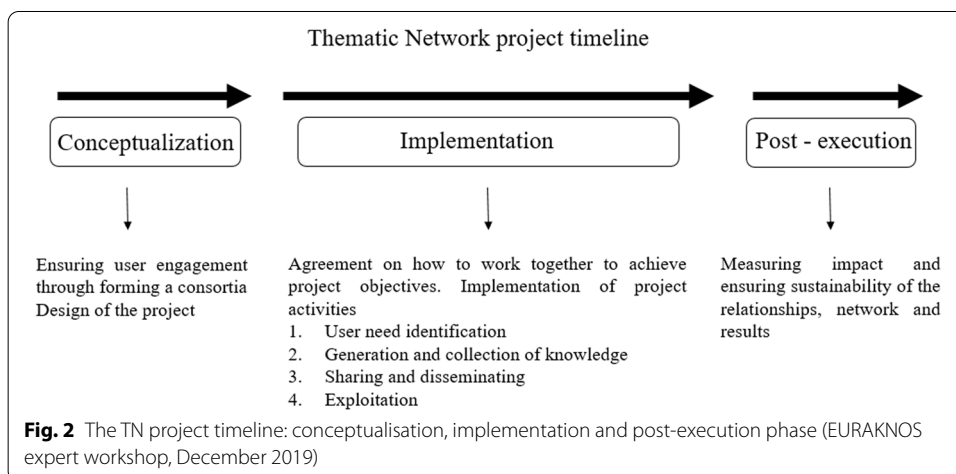 Thematic Network project timeline
Conceptualization
Implementation
Post - execution
Ensuring user engagement
through forming a consortia
Design of the project
Agreement on how to work together to achieve
project objectives. Implementation of project
activities
1. User need identification
2. Generation and collection of knowledge
3. Sharing and disseminating
4. Exploitation
Measuring impact and
ensuring sustainability of the
relationships, network and
results
Fig. 2 The TN project timeline: conceptualisation, implementation and post-execution phase (EURAKNOS
expert workshop, December 2019)